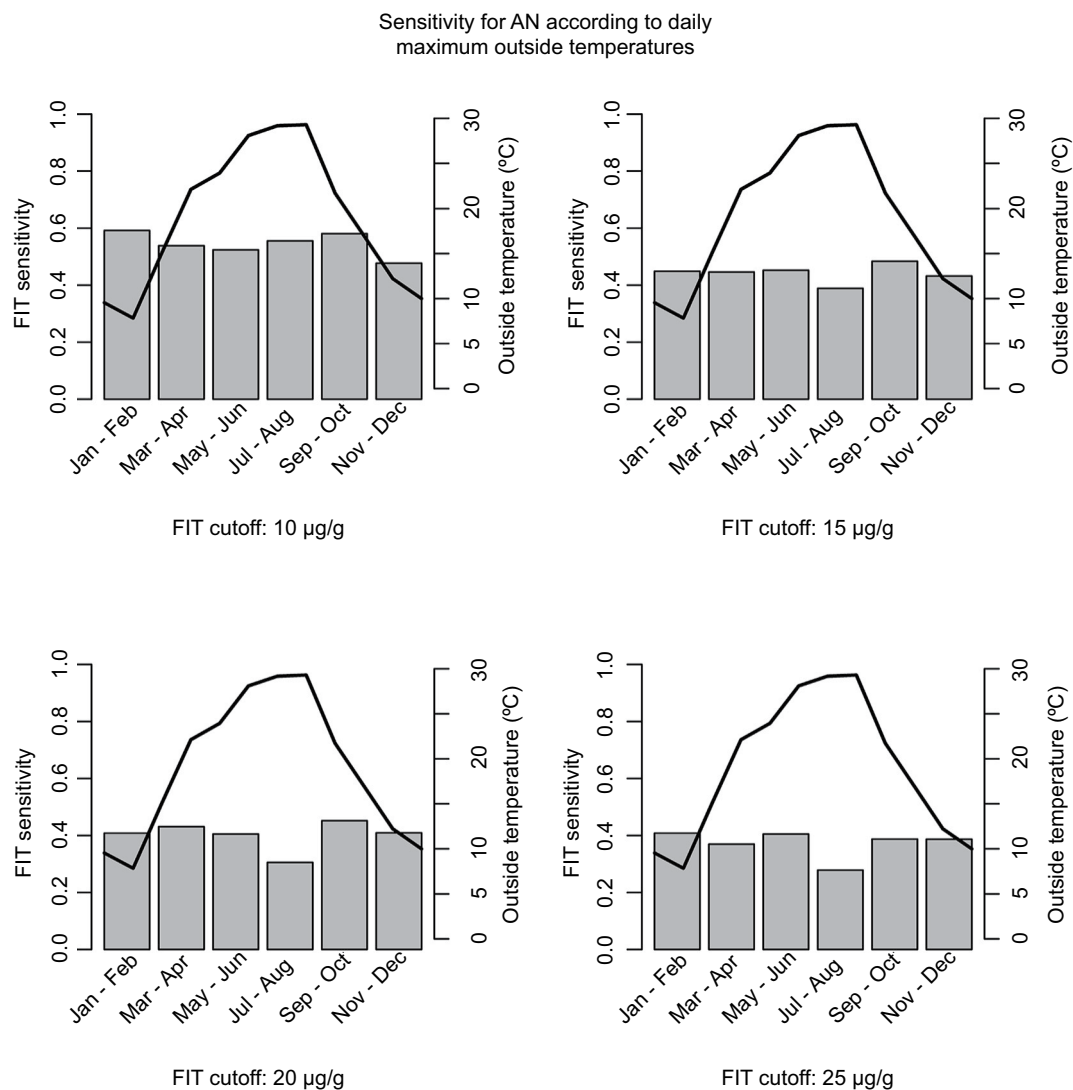 Sensitivity for AN according to daily
maximum outside temperatures
FIT sensitivity
0.0 0.2 0.4 0.6 0.8 1.0
Outside temperature (ºC)
0 5 10 20 30
Jan - Feb
Mar - Apr
May - Jun
Jul - Aug
Sep - Oct
Nov - Dec
FIT cutoff: 10 µg/g
FIT sensitivity
0.0 0.2 0.4 0.6 0.8 1.0
Outside temperature (ºC)
0 5 10 20 30
Jan - Feb
Mar - Apr
May - Jun
Jul - Aug
Sep - Oct
Nov - Dec
FIT cutoff: 15 µg/g
FIT sensitivity
0.0 0.2 0.4 0.6 0.8 1.0
Outside temperature (ºC)
0 5 10 20 30
Jan - Feb
Mar - Apr
May - Jun
Jul - Aug
Sep - Oct
Nov - Dec
FIT cutoff: 20 µg/g
FIT sensitivity
0.0 0.2 0.4 0.6 0.8 1.0
Outside temperature (ºC)
0 5 10 20 30
Jan - Feb
Mar - Apr
May - Jun
Jul - Aug
Sep - Oct
Nov - Dec
FIT cutoff: 25 µg/g